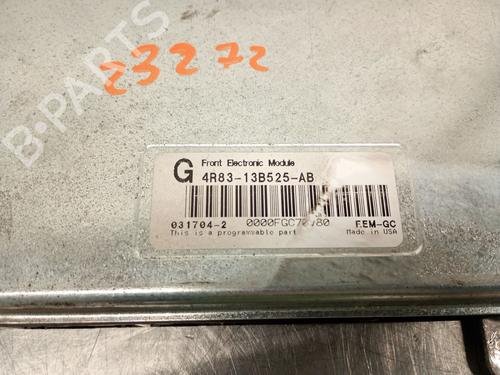 23272
B-PARTS
Front Electronic Module
G 4R83-13B525-AB
031704-2 FEM-GC
This is a programmable part Made in USA